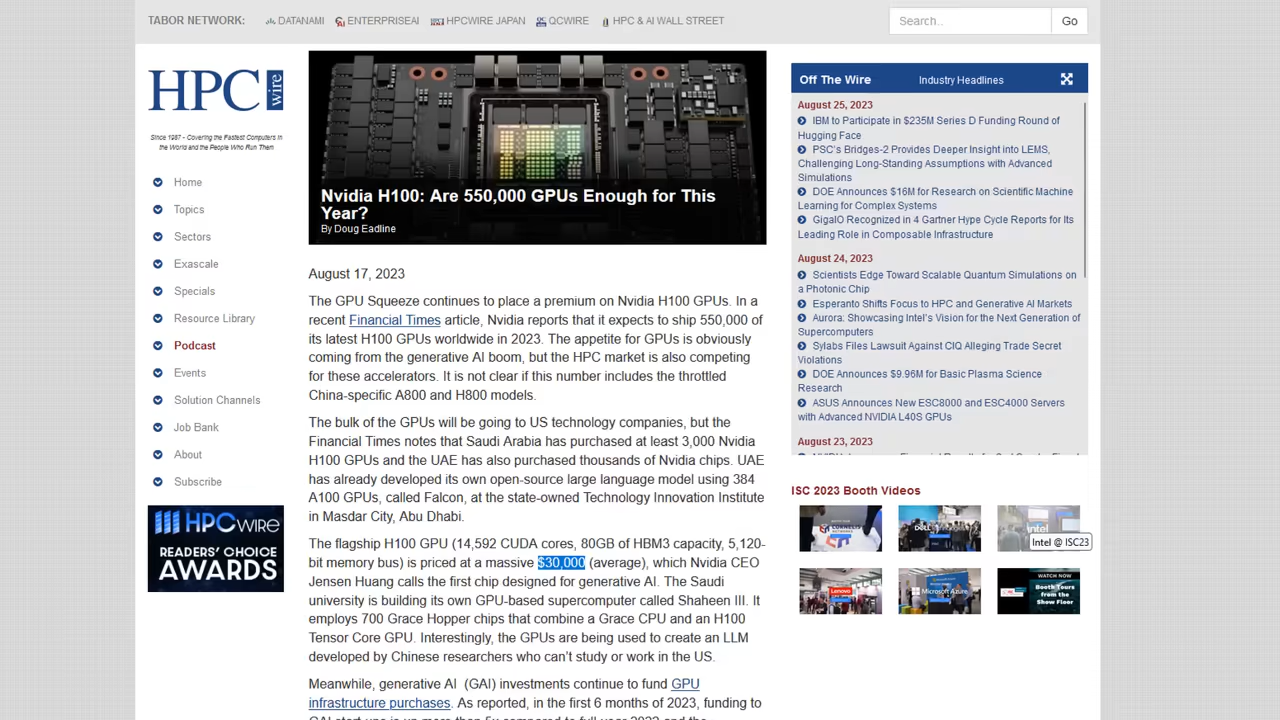 TABOR NETWORK:
DATANAMI
ENTERPRISEAI
HPCWIRE JAPAN
QCWIRE
HPC & AI WALL STREET
Search..
Go
HPC wire
Since 1987 - Covering the Fastest Computers in
the World and the People Who Run Them
Home
Topics
Sectors
Exascale
Specials
Resource Library
Podcast
Events
Solution Channels
Job Bank
About
Subscribe
HPCwire
READERS' CHOICE
AWARDS
Nvidia H100: Are 550,000 GPUs Enough for This
Year?
By Doug Eadline
August 17, 2023
The GPU Squeeze continues to place a premium on Nvidia H100 GPUs. In a
recent Financial Times article, Nvidia reports that it expects to ship 550,000 of
its latest H100 GPUs worldwide in 2023. The appetite for GPUs is obviously
coming from the generative AI boom, but the HPC market is also competing
for these accelerators. It is not clear if this number includes the throttled
China-specific A800 and H800 models.
The bulk of the GPUs will be going to US technology companies, but the
Financial Times notes that Saudi Arabia has purchased at least 3,000 Nvidia
H100 GPUs and the UAE has also purchased thousands of Nvidia chips. UAE
has already developed its own open-source large language model using 384
A100 GPUs, called Falcon, at the state-owned Technology Innovation Institute
in Masdar City, Abu Dhabi.
The flagship H100 GPU (14,592 CUDA cores, 80GB of HBM3 capacity, 5,120-
bit memory bus) is priced at a massive $30,000 (average), which Nvidia CEO
Jensen Huang calls the first chip designed for generative AI. The Saudi
university is building its own GPU-based supercomputer called Shaheen III. It
employs 700 Grace Hopper chips that combine a Grace CPU and an H100
Tensor Core GPU. Interestingly, the GPUs are being used to create an LLM
developed by Chinese researchers who can't study or work in the US.
Meanwhile, generative AI (GAI) investments continue to fund GPU
infrastructure purchases. As reported, in the first 6 months of 2023, funding to
Off The Wire
Industry Headlines
August 25, 2023
IBM to Participate in $235M Series D Funding Round of
Hugging Face
PSC's Bridges-2 Provides Deeper Insight into LEMS,
Challenging Long-Standing Assumptions with Advanced
Simulations
DOE Announces $16M for Research on Scientific Machine
Learning for Complex Systems
GigaIO Recognized in 4 Gartner Hype Cycle Reports for Its
Leading Role in Composable Infrastructure
August 24, 2023
Scientists Edge Toward Scalable Quantum Simulations on
a Photonic Chip
Esperanto Shifts Focus to HPC and Generative AI Markets
Aurora: Showcasing Intel's Vision for the Next Generation of
Supercomputers
Sylabs Files Lawsuit Against CIQ Alleging Trade Secret
Violations
DOE Announces $9.96M for Basic Plasma Science
Research
ASUS Announces New ESC8000 and ESC4000 Servers
with Advanced NVIDIA L40S GPUs
August 23, 2023
ISC 2023 Booth Videos
intel
Intel @ ISC23
Lenovo
Microsoft Azure
WATCH NOW
Booth Tours
from the
Show Floor